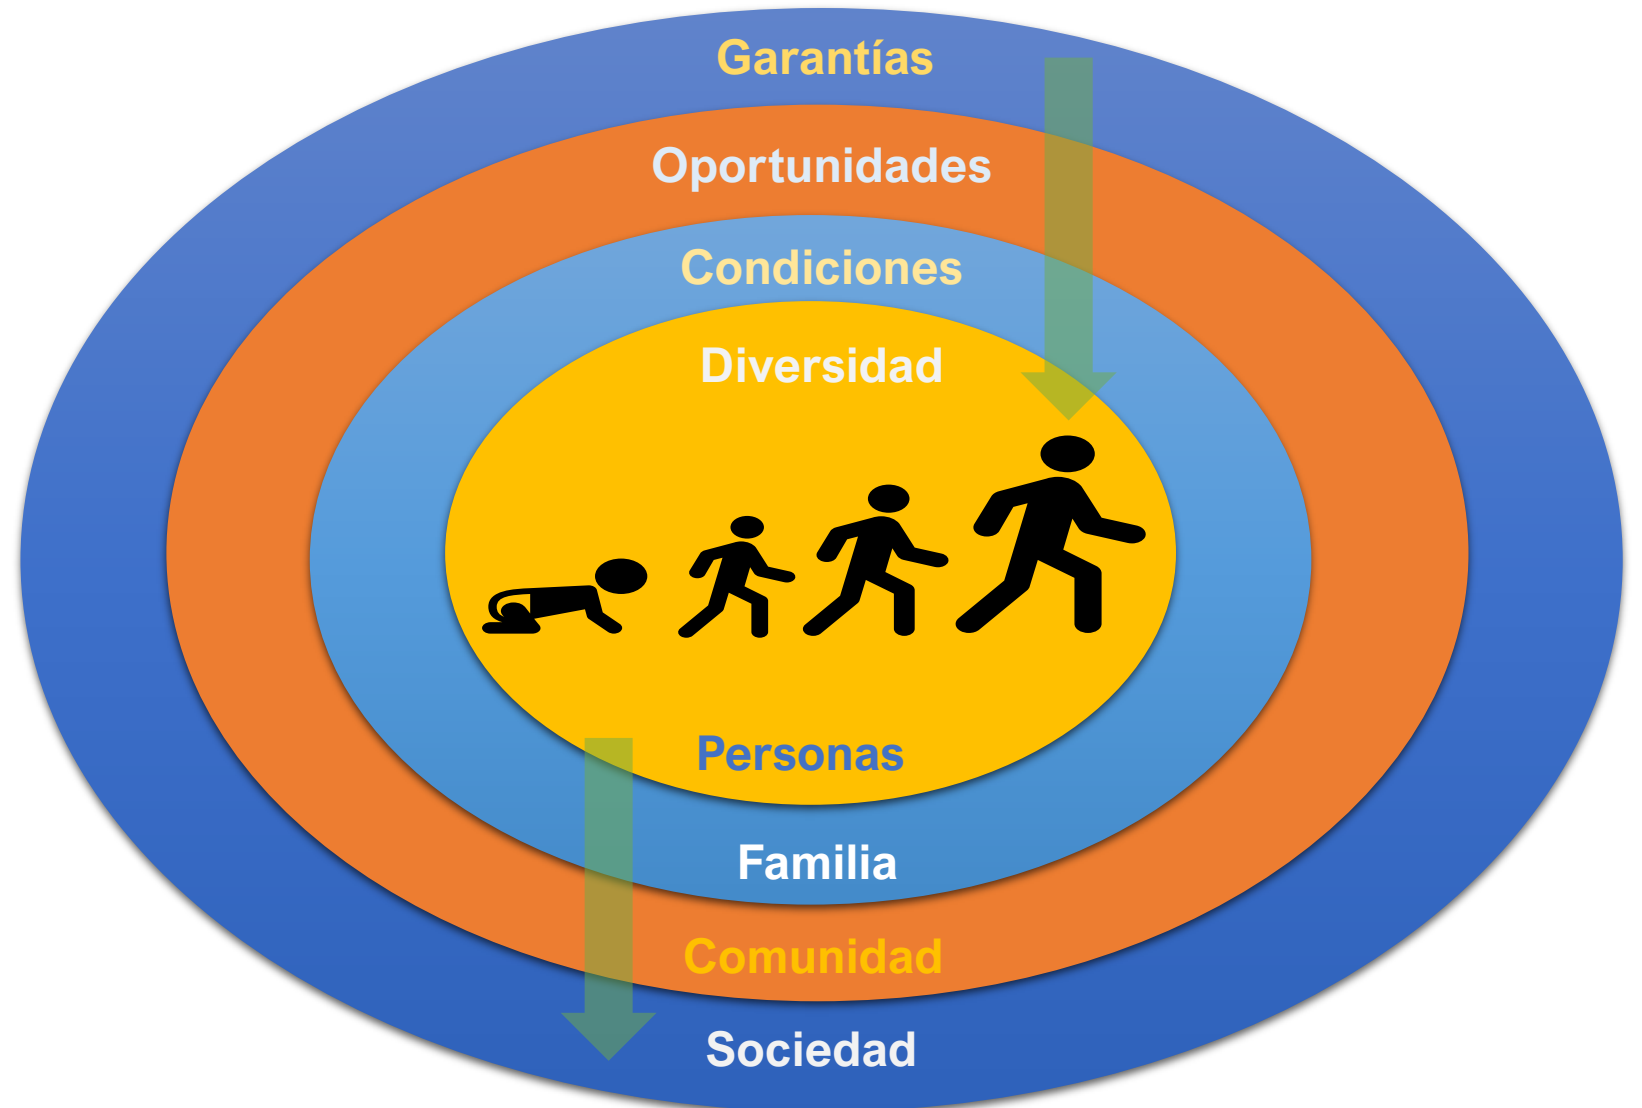 Garantías
Oportunidades
Condiciones
Diversidad
Personas
Familia
Comunidad
Sociedad